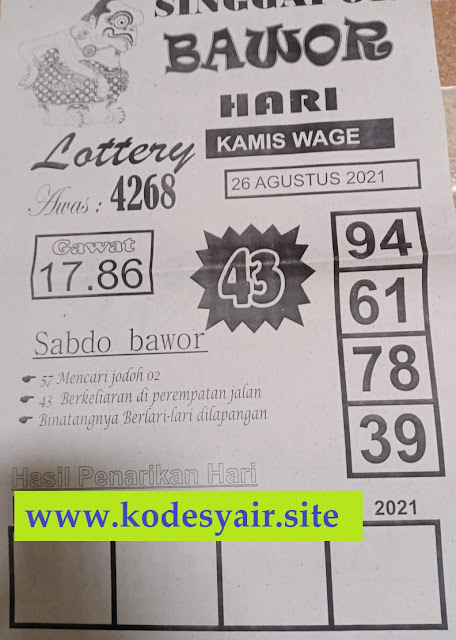 BAWOR
HARI
Lottery
KAMIS WAGE
Awas : 4268
26 AGUSTUS 2021
Gawat
17.86
43
94
61
78
39
Sabdo bawor
57 Mencari jodoh 02
43 Berkeliaran di perempatan jalan
Binatangnya Berlari-lari dilapangan
Hasil Penarikan Hari
www.kodesyair.site
2021